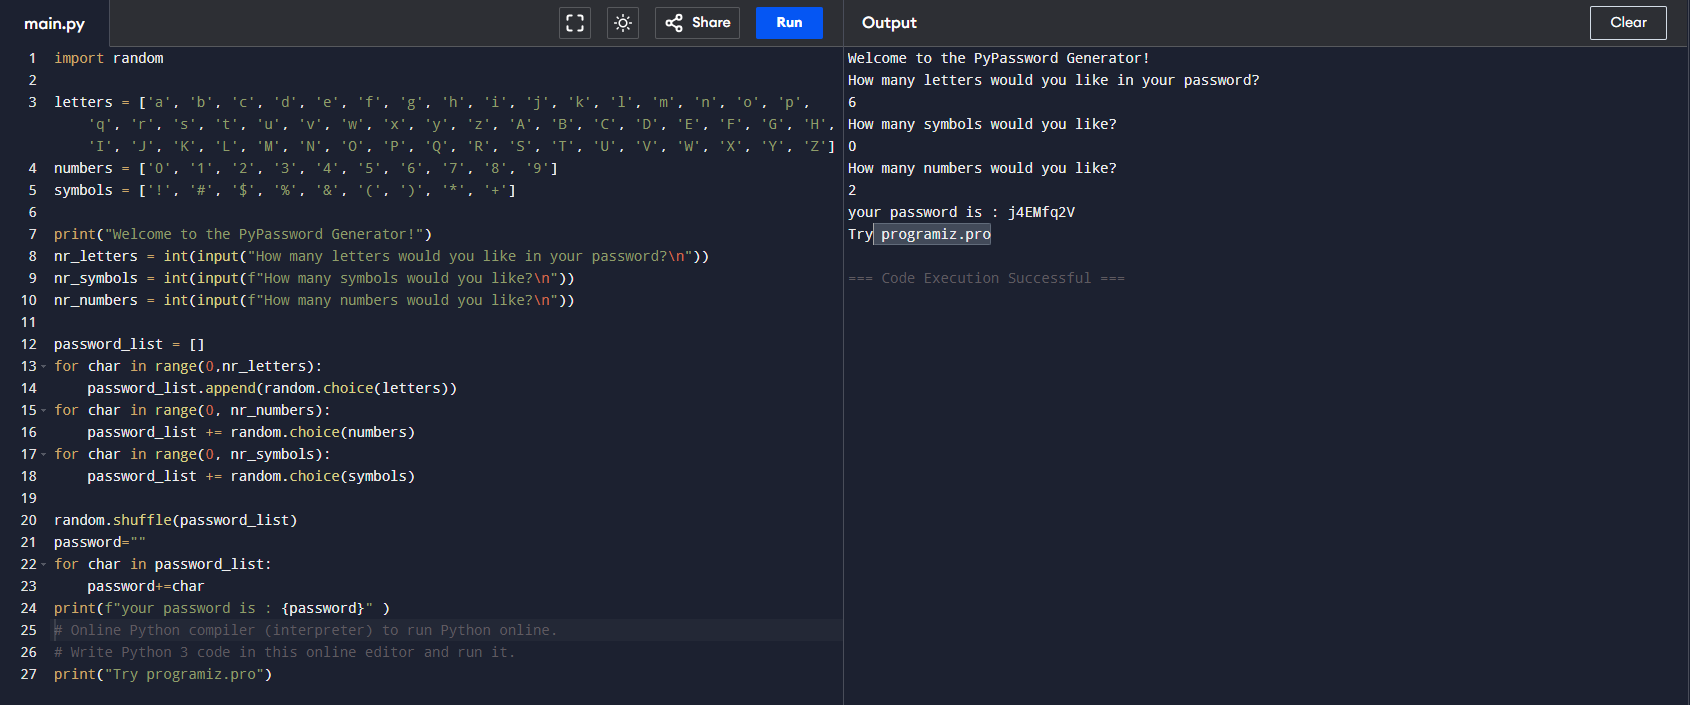 main.py
Share
Run
Output
Clear
1 import random
2
3 letters = ['a', 'b', 'c', 'd', 'e', 'f', 'g', 'h', 'i', 'j', 'k', 'l', 'm', 'n', 'o', 'p',
'q', 'r', 's', 't', 'u', 'v', 'w', 'x', 'y', 'z', 'A', 'B', 'C', 'D', 'E', 'F', 'G', 'H',
'I', 'J', 'K', 'L', 'M', 'N', 'O', 'P', 'Q', 'R', 'S', 'T', 'U', 'V', 'W', 'X', 'Y', 'Z']
4 numbers = ['0', '1', '2', '3', '4', '5', '6', '7', '8', '9']
5 symbols = ['!', '#', '$', '%', '&', '(', ')', '*', '+']
6
7 print("Welcome to the PyPassword Generator!")
8 nr_letters = int(input("How many letters would you like in your password?\n"))
9 nr_symbols = int(input(f"How many symbols would you like?\n"))
10 nr_numbers = int(input(f"How many numbers would you like?\n"))
11
12 password_list = []
13 for char in range(0,nr_letters):
14     password_list.append(random.choice(letters))
15 for char in range(0, nr_numbers):
16     password_list += random.choice(numbers)
17 for char in range(0, nr_symbols):
18     password_list += random.choice(symbols)
19
20 random.shuffle(password_list)
21 password=""
22 for char in password_list:
23     password+=char
24 print(f"your password is : {password}" )
25 # Online Python compiler (interpreter) to run Python online.
26 # Write Python 3 code in this online editor and run it.
27 print("Try programiz.pro")
Welcome to the PyPassword Generator!
How many letters would you like in your password?
6
How many symbols would you like?
0
How many numbers would you like?
2
your password is : j4EMfq2V
Try programiz.pro
=== Code Execution Successful ===